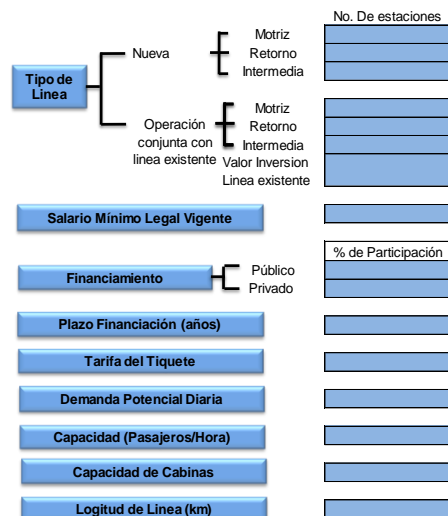 No. De estaciones
Tipo de
Linea
Nueva
Motriz
Retorno
Intermedia
Operación
conjunta con
linea existente
Motriz
Retorno
Intermedia
Valor Inversion
Linea existente
Salario Mínimo Legal Vigente
% de Participación
Financiamiento
Público
Privado
Plazo Financiación (años)
Tarifa del Tiquete
Demanda Potencial Diaria
Capacidad (Pasajeros/Hora)
Capacidad de Cabinas
Logitud de Linea (km)